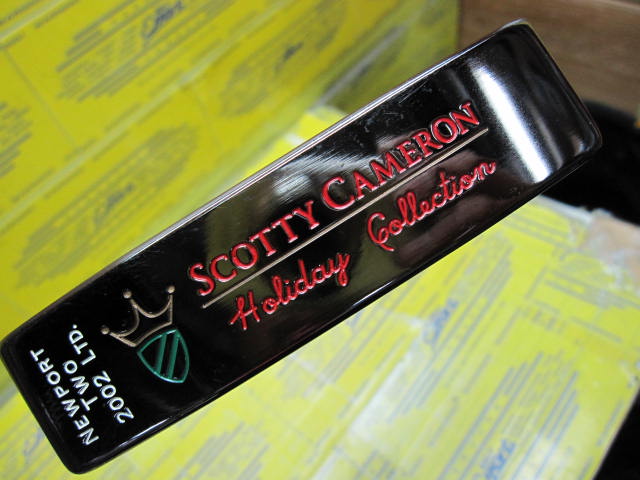 SCOTTY CAMERON
Holiday Collection
NEWPORT
TWO
2002 LTD.